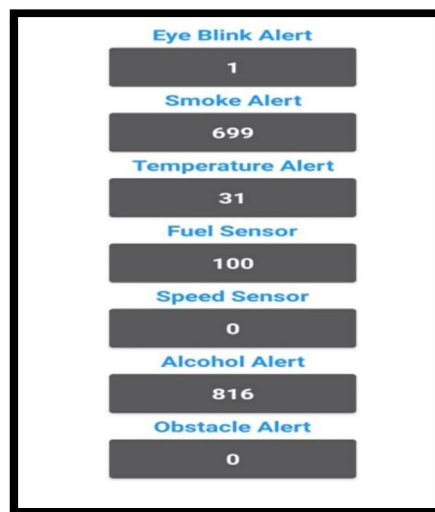 Eye Blink Alert
1
Smoke Alert
699
Temperature Alert
31
Fuel Sensor
100
Speed Sensor
0
Alcohol Alert
816
Obstacle Alert
0